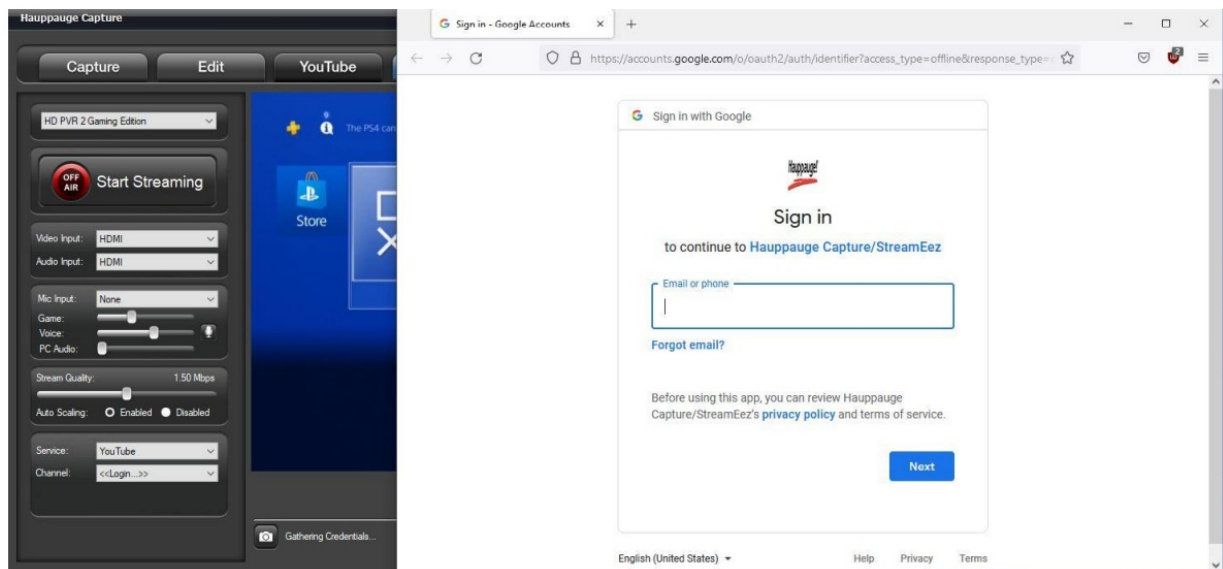 Hauppauge Capture
Capture Edit YouTube
HD PVR 2 Gaming Edition
OFF AIR Start Streaming
Video Input: HDMI
Audio Input: HDMI
Mic Input: None
Game:
Voice:
PC Audio:
Stream Quality: 1.50 Mbps
Auto Scaling: Enabled Disabled
Service: YouTube
Channel: <<Login...>>
9
The PS4 can
Store
Gathering Credentials...
Sign in - Google Accounts
https://accounts.google.com/o/oauth2/auth/identifier?access_type=offline&response_type=
2
Sign in with Google
Hauppauge!
Sign in
to continue to Hauppauge Capture/StreamEez
Email or phone
Forgot email?
Before using this app, you can review Hauppauge
Capture/StreamEez's privacy policy and terms of service.
Next
English (United States) Help Privacy Terms